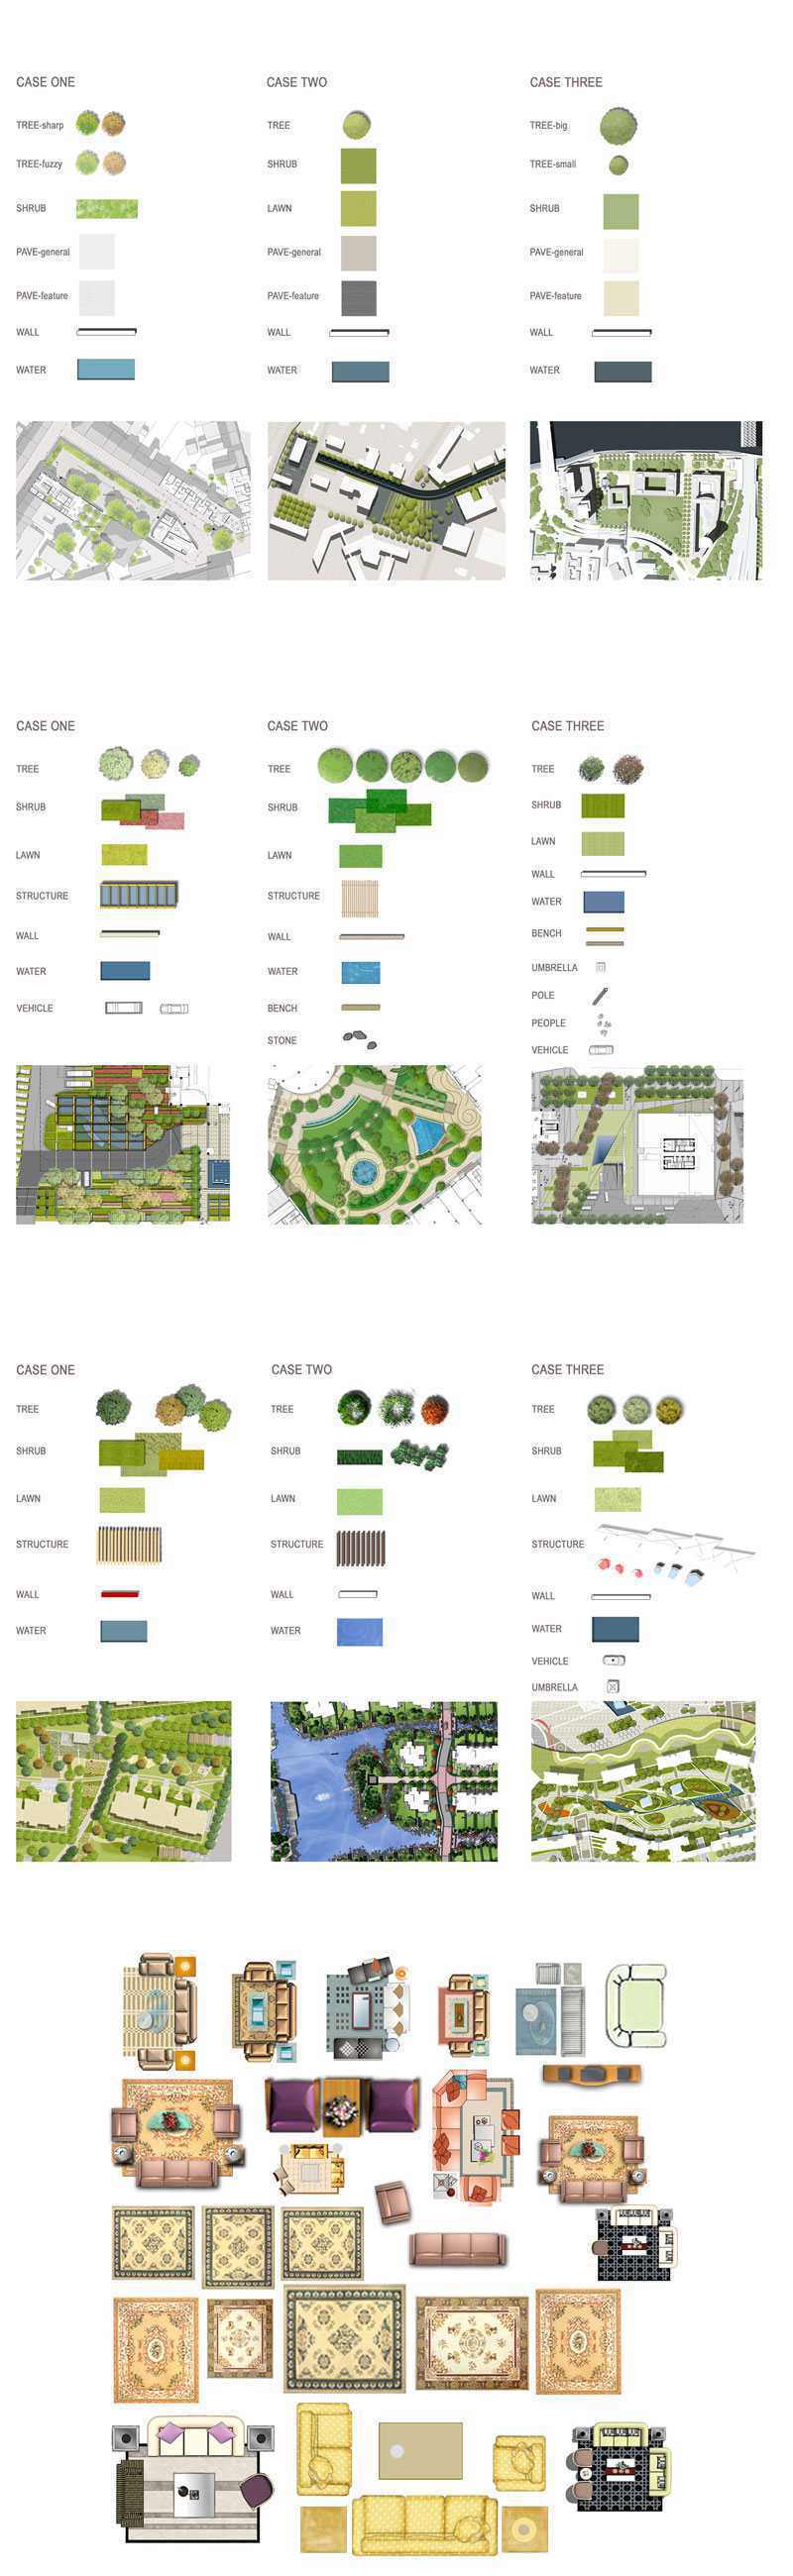 CASE ONE
TREE-sharp
TREE-fuzzy
SHRUB
PAVE-general
PAVE-feature
WALL
WATER
CASE TWO
TREE
SHRUB
LAWN
PAVE-general
PAVE-feature
WALL
WATER
CASE THREE
TREE-big
TREE-small
SHRUB
PAVE-general
PAVE-feature
WALL
WATER
CASE ONE
TREE
SHRUB
LAWN
STRUCTURE
WALL
WATER
VEHICLE
CASE TWO
TREE
SHRUB
LAWN
STRUCTURE
WALL
WATER
BENCH
STONE
CASE THREE
TREE
SHRUB
LAWN
WALL
WATER
BENCH
UMBRELLA
POLE
PEOPLE
VEHICLE
CASE ONE
TREE
SHRUB
LAWN
STRUCTURE
WALL
WATER
CASE TWO
TREE
SHRUB
LAWN
STRUCTURE
WALL
WATER
CASE THREE
TREE
SHRUB
LAWN
STRUCTURE
WALL
WATER
VEHICLE
UMBRELLA